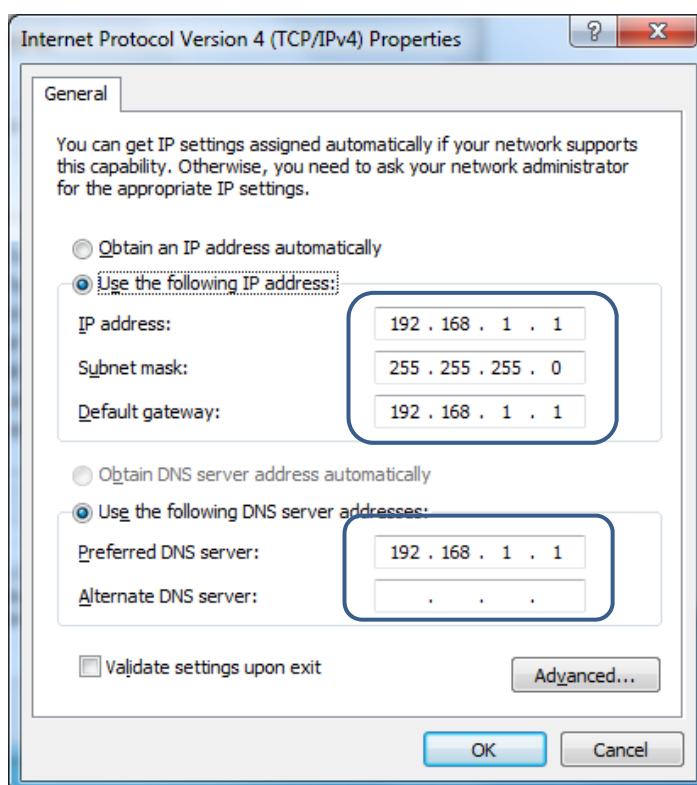 Internet Protocol Version 4 (TCP/IPv4) Properties
?
X
General
You can get IP settings assigned automatically if your network supports
this capability. Otherwise, you need to ask your network administrator
for the appropriate IP settings.
Obtain an IP address automatically
Use the following IP address:
IP address: 192 . 168 . 1 . 1
Subnet mask: 255 . 255 . 255 . 0
Default gateway: 192 . 168 . 1 . 1
Obtain DNS server address automatically
Use the following DNS server addresses:
Preferred DNS server: 192 . 168 . 1 . 1
Alternate DNS server: . . .
Validate settings upon exit
Advanced...
OK Cancel